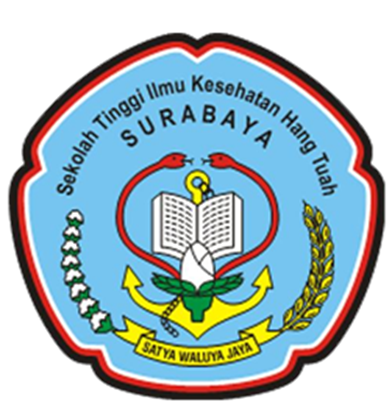 Sekolah Tinggi Ilmu Kesehatan Hang Tuah
SURABAYA
SATYA WALUYA JAYA